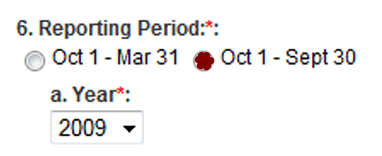 6. Reporting Period:*:
Oct 1 - Mar 31 Oct 1 - Sept 30
a. Year*:
2009